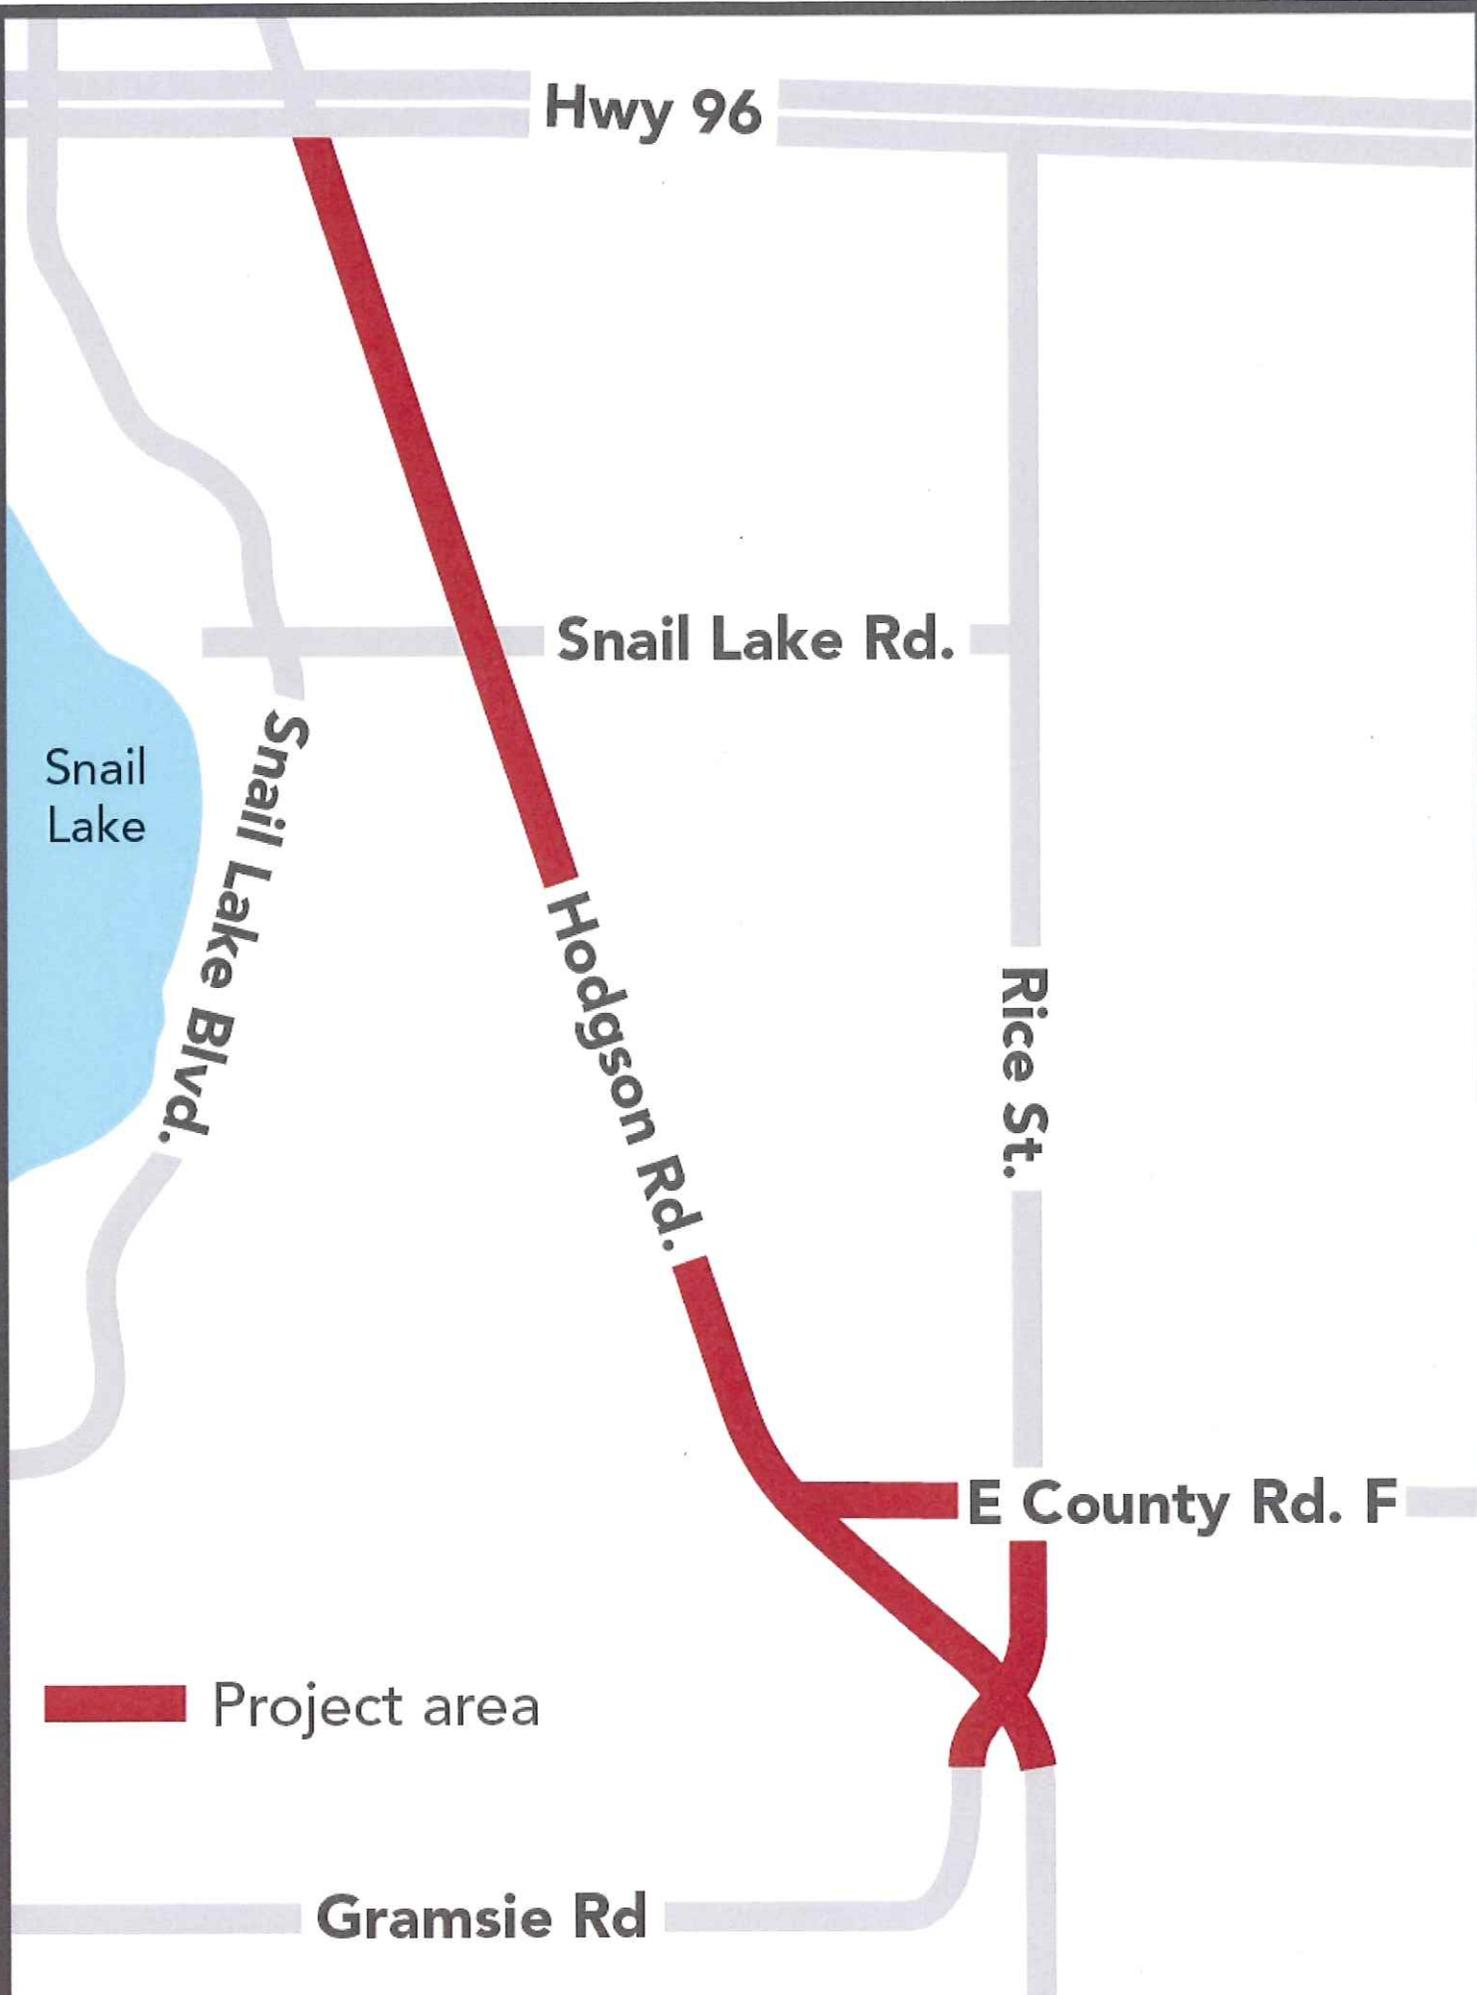 Hwy 96
Snail Lake Rd.
Snail
Lake
Snail Lake Blvd.
Hodgson Rd.
Rice St.
E County Rd. F
Project area
Gramsie Rd